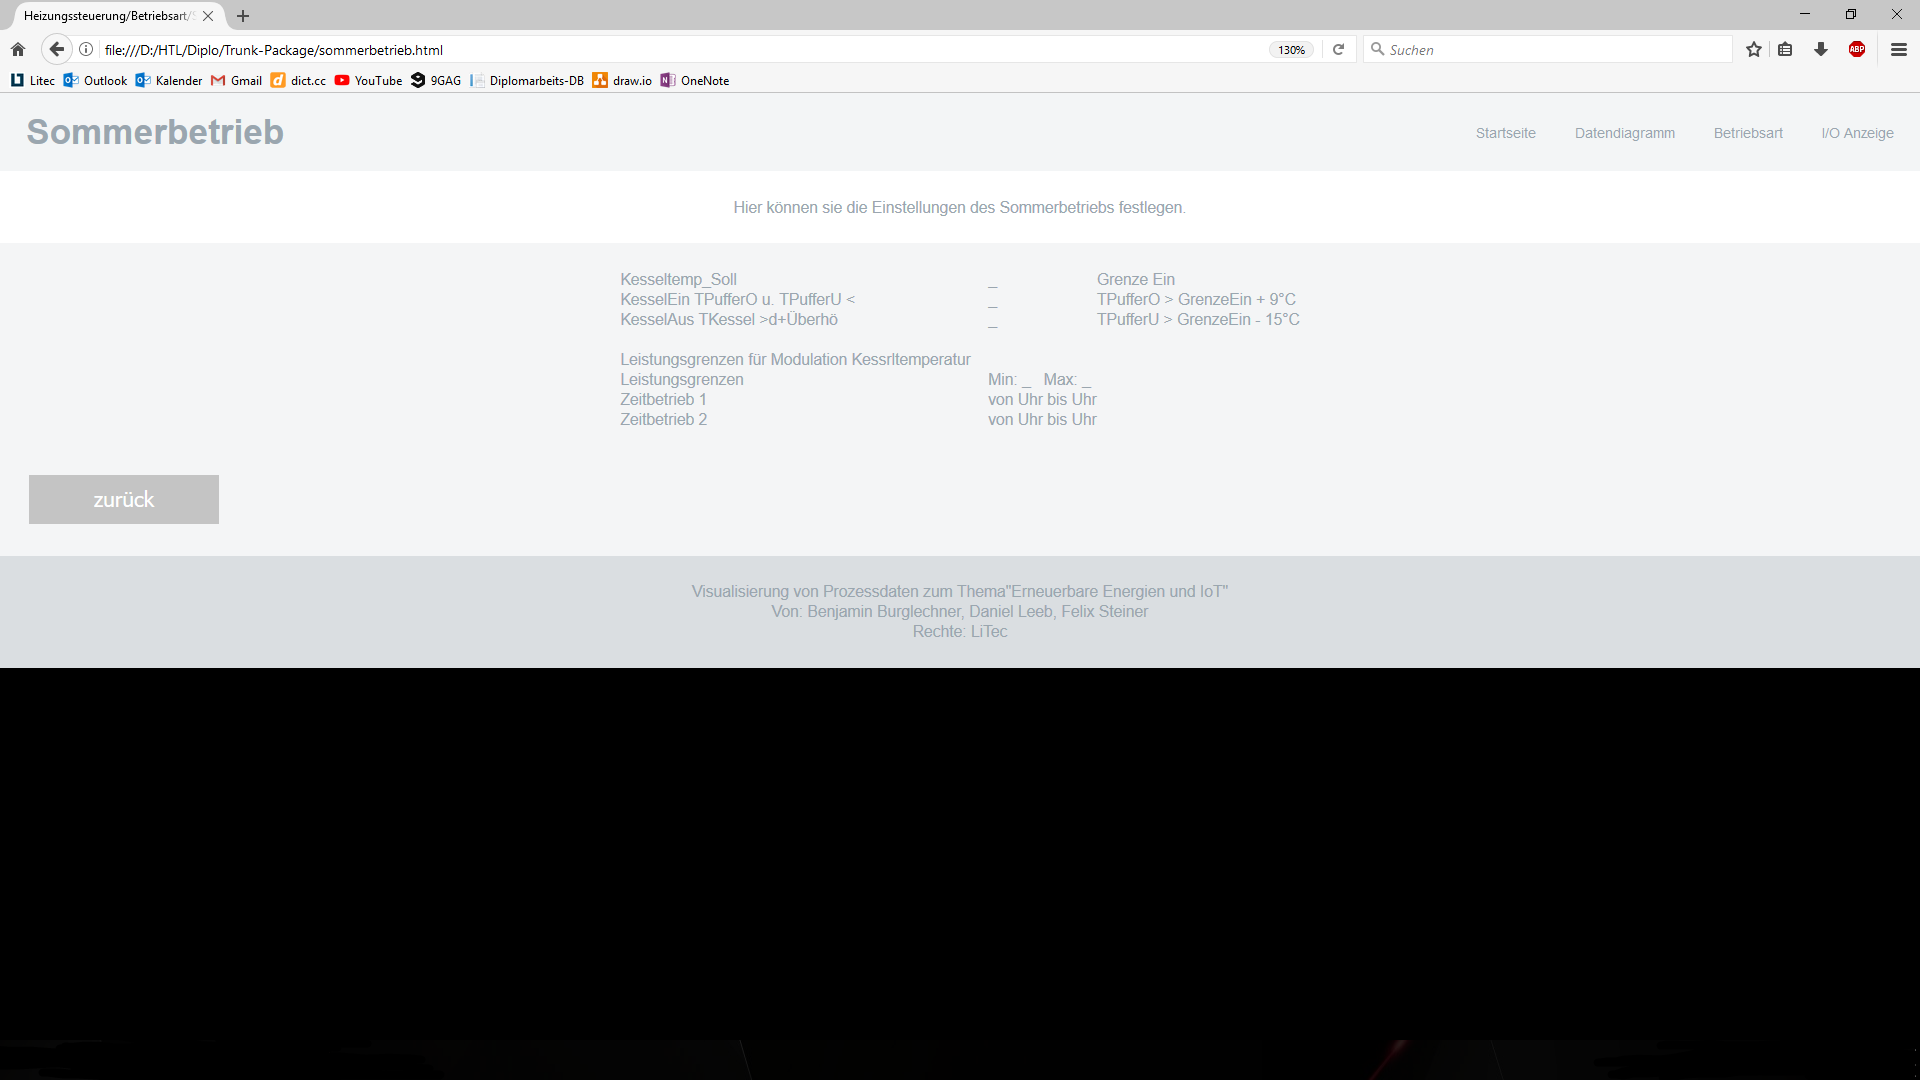 Heizungssteuerung/Betriebsart/S
file:///D:/HTL/Diplo/Trunk-Package/sommerbetrieb.html 130% Suchen ABP
Litec Outlook Kalender Gmail dict.cc YouTube 9GAG Diplomarbeits-DB draw.io OneNote
Sommerbetrieb Startseite Datendiagramm Betriebsart I/O Anzeige
Hier können sie die Einstellungen des Sommerbetriebs festlegen.
Kesseltemp_Soll _ Grenze Ein
KesselEin TPufferO u. TPufferU < _ TPufferO > GrenzeEin + 9°C
KesselAus TKessel >d+Überhö _ TPufferU > GrenzeEin - 15°C
Leistungsgrenzen für Modulation Kessrltemperatur
Leistungsgrenzen Min: _ Max: _
Zeitbetrieb 1 von Uhr bis Uhr
Zeitbetrieb 2 von Uhr bis Uhr
zurück
Visualisierung von Prozessdaten zum Thema"Erneuerbare Energien und IoT"
Von: Benjamin Burglechner, Daniel Leeb, Felix Steiner
Rechte: LiTec